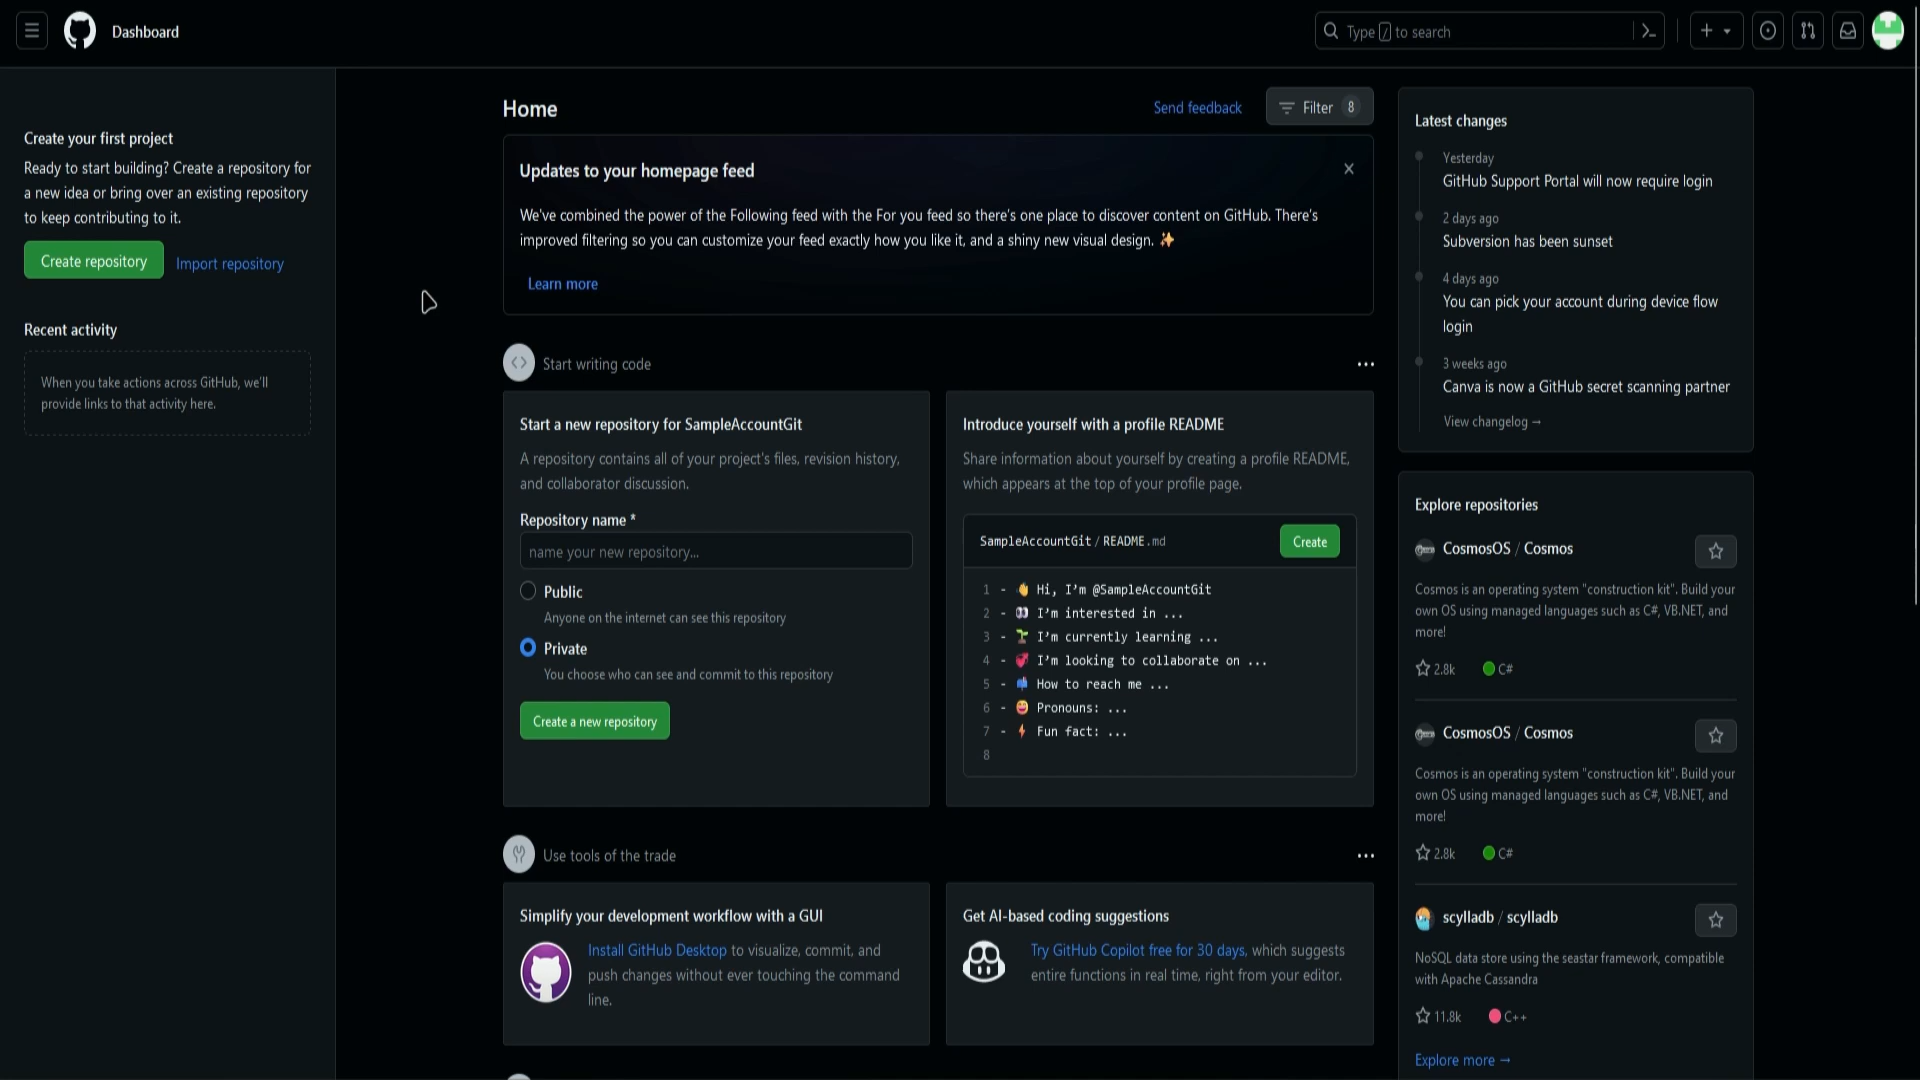 Dashboard
Type / to search
Create your first project
Ready to start building? Create a repository for
a new idea or bring over an existing repository
to keep contributing to it.
Create repository
Import repository
Recent activity
When you take actions across GitHub, we'll
provide links to that activity here.
Home
Send feedback
Filter 8
Updates to your homepage feed
We've combined the power of the Following feed with the For you feed so there's one place to discover content on GitHub. There's
improved filtering so you can customize your feed exactly how you like it, and a shiny new visual design. ✨
Learn more
Start writing code
Start a new repository for SampleAccountGit
A repository contains all of your project's files, revision history,
and collaborator discussion.
Repository name *
name your new repository...
Public
Anyone on the internet can see this repository
Private
You choose who can see and commit to this repository
Create a new repository
Introduce yourself with a profile README
Share information about yourself by creating a profile README,
which appears at the top of your profile page.
SampleAccountGit / README.md
Create
1 - 👋 Hi, I'm @SampleAccountGit
2 - 👀 I'm interested in ...
3 - 🌱 I'm currently learning ...
4 - 💞️ I'm looking to collaborate on ...
5 - 📫 How to reach me ...
6 - 😄 Pronouns: ...
7 - ⚡ Fun fact: ...
8
Use tools of the trade
Simplify your development workflow with a GUI
Install GitHub Desktop to visualize, commit, and
push changes without ever touching the command
line.
Get AI-based coding suggestions
Try GitHub Copilot free for 30 days, which suggests
entire functions in real time, right from your editor.
Latest changes
Yesterday
GitHub Support Portal will now require login
2 days ago
Subversion has been sunset
4 days ago
You can pick your account during device flow
login
3 weeks ago
Canva is now a GitHub secret scanning partner
View changelog →
Explore repositories
CosmosOS / Cosmos
Cosmos is an operating system "construction kit". Build your
own OS using managed languages such as C#, VB.NET, and
more!
2.8k C#
CosmosOS / Cosmos
Cosmos is an operating system "construction kit". Build your
own OS using managed languages such as C#, VB.NET, and
more!
2.8k C#
scylladb / scylladb
NoSQL data store using the seastar framework, compatible
with Apache Cassandra
11.8k C++
Explore more →